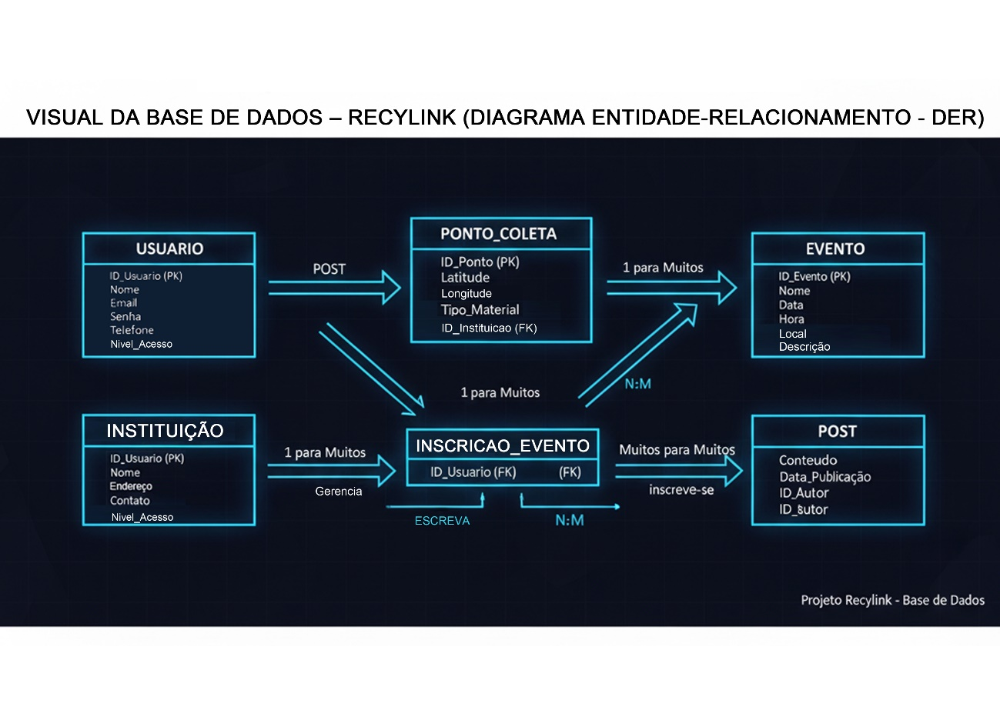 VISUAL DA BASE DE DADOS – RECYLINK (DIAGRAMA ENTIDADE-RELACIONAMENTO - DER)
USUARIO
ID_Usuario (PK)
Nome
Email
Senha
Telefone
Nivel_Acesso
POST
PONTO_COLETA
ID_Ponto (PK)
Latitude
Longitude
Tipo_Material
ID_Instituicao (FK)
1 para Muitos
EVENTO
ID_Evento (PK)
Nome
Data
Hora
Local
Descrição
1 para Muitos
N:M
INSTITUIÇÃO
ID_Usuario (PK)
Nome
Endereço
Contato
Nivel_Acesso
1 para Muitos
Gerencia
INSCRICAO_EVENTO
ID_Usuario (FK) (FK)
ESCREVA
N:M
Muitos para Muitos
inscreve-se
POST
Conteudo
Data_Publicação
ID_Autor
ID_
Projeto Recylink - Base de Dados